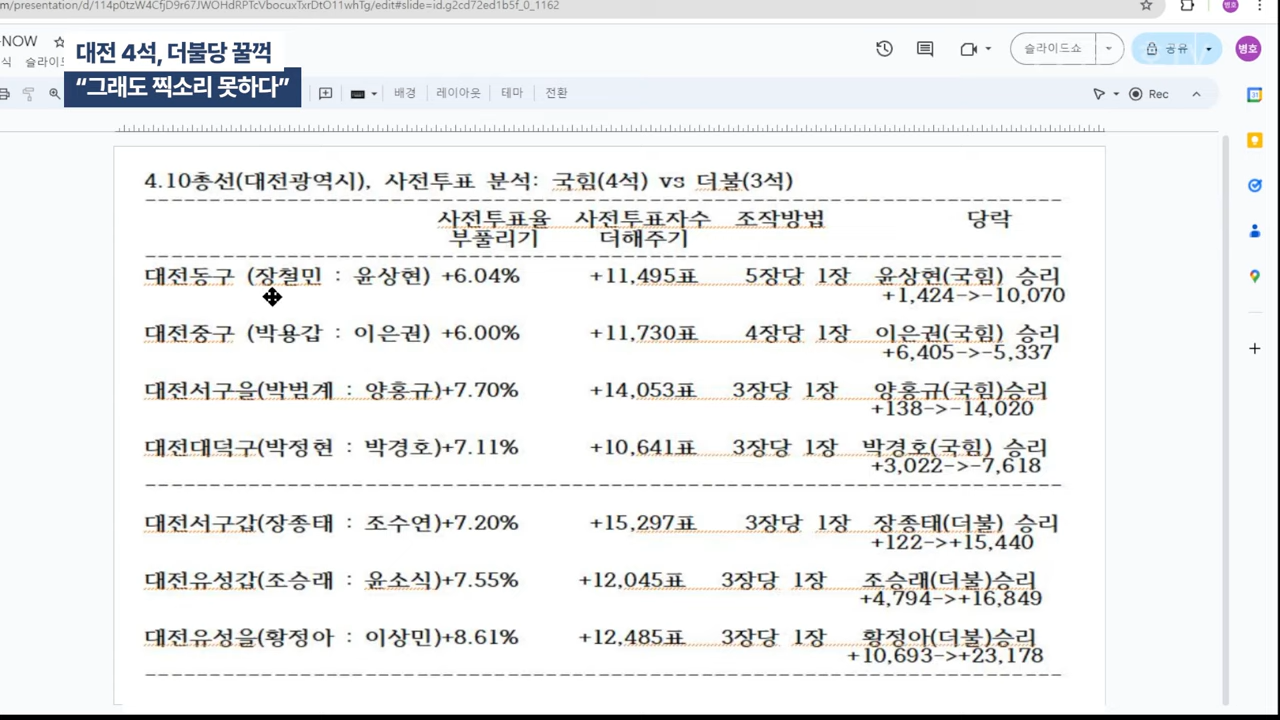 m/presentation/d/114p0tzW4CfjD9r67JWOHdRPTcVbocuxTxrDtO11whTg/edit#slide=id.g2cd72ed1b5f_0_1162
-NOW
대전 4석, 더불당 꿀꺽
“그래도 찍소리 못하다”
식 슬라이드
슬라이드쇼
공유
병호
배경 레이아웃 테마 전환
Rec
4.10총선(대전광역시), 사전투표 분석: 국힘(4석) vs 더불(3석)
사전투표율 사전투표자수 조작방법 당락
부풀리기 더해주기
대전동구 (장철민 : 윤상현) +6.04% +11,495표 5장당 1장 윤상현(국힘) 승리
+1,424->-10,070
대전중구 (박용갑 : 이은권) +6.00% +11,730표 4장당 1장 이은권(국힘) 승리
+6,405->-5,337
대전서구을(박범계 : 양홍규)+7.70% +14,053표 3장당 1장 양홍규(국힘)승리
+138->-14,020
대전대덕구(박정현 : 박경호)+7.11% +10,641표 3장당 1장 박경호(국힘) 승리
+3,022->-7,618
대전서구갑(장종태 : 조수연)+7.20% +15,297표 3장당 1장 장종태(더불) 승리
+122->+15,440
대전유성갑(조승래 : 윤소식)+7.55% +12,045표 3장당 1장 조승래(더불)승리
+4,794->+16,849
대전유성을(황정아 : 이상민)+8.61% +12,485표 3장당 1장 황정아(더불)승리
+10,693->+23,178